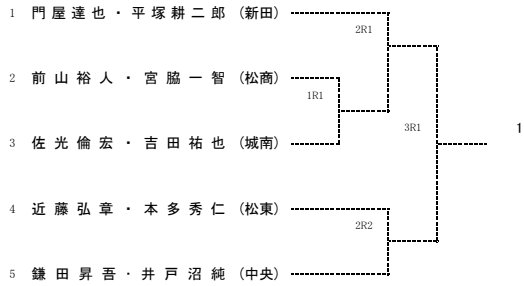 1 門屋達也・平塚耕二郎 (新田)
2R1
2 前山裕人・宮脇一智 (松商)
1R1
3R1 1
3 佐光倫宏・吉田祐也 (城南)
4 近藤弘章・本多秀仁 (松東)
2R2
5 鎌田昇吾・井戸沼純 (中央)